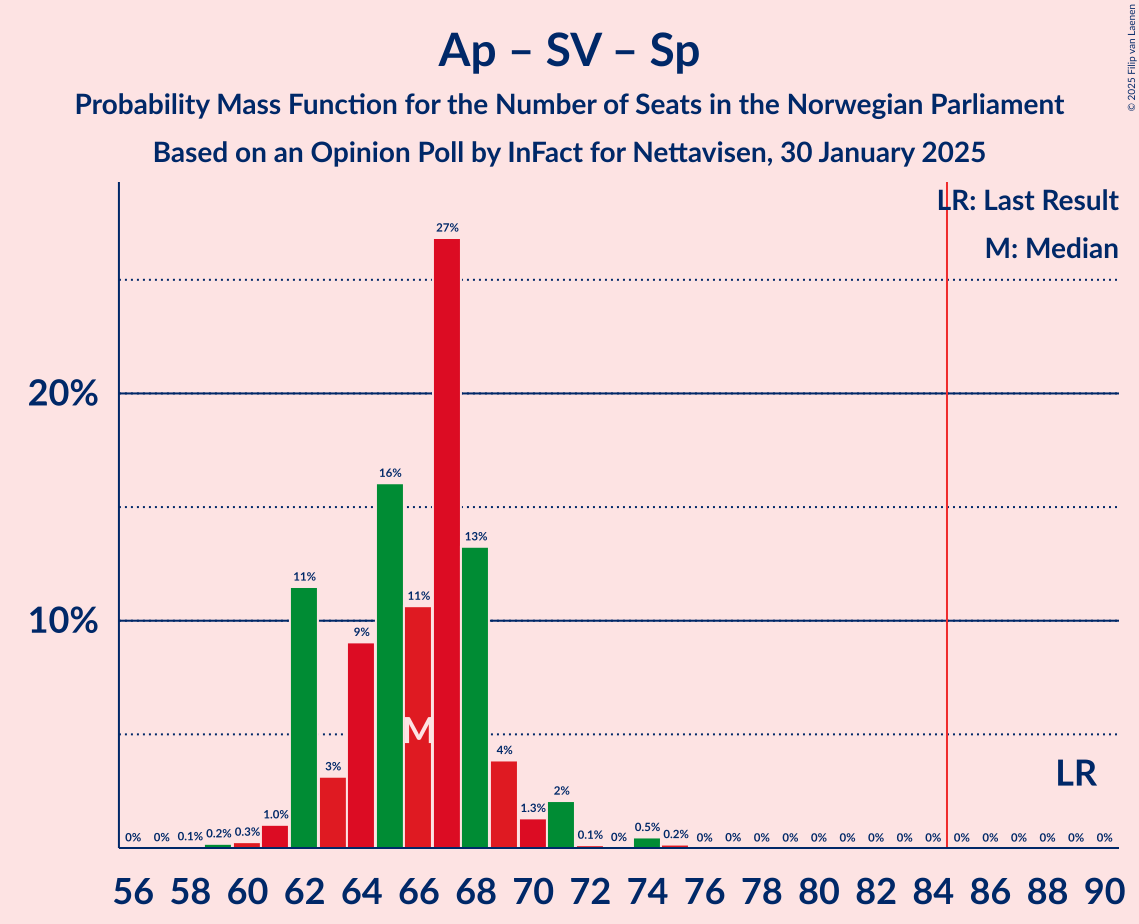 Ap – SV – Sp
Probability Mass Function for the Number of Seats in the Norwegian Parliament
Based on an Opinion Poll by InFact for Nettavisen, 30 January 2025
© 2025 Filip van Laenen
LR: Last Result
M: Median
27%
20%
16%
13%
11%
11%
10%
9%
M
4%
3%
LR
2%
1.3%
1.0%
0% 0% 0.1% 0.2% 0.3% 0.1% 0% 0.5% 0.2% 0% 0% 0% 0% 0% 0% 0% 0% 0% 0% 0% 0% 0% 0% 0%
56 58 60 62 64 66 68 70 72 74 76 78 80 82 84 86 88 90